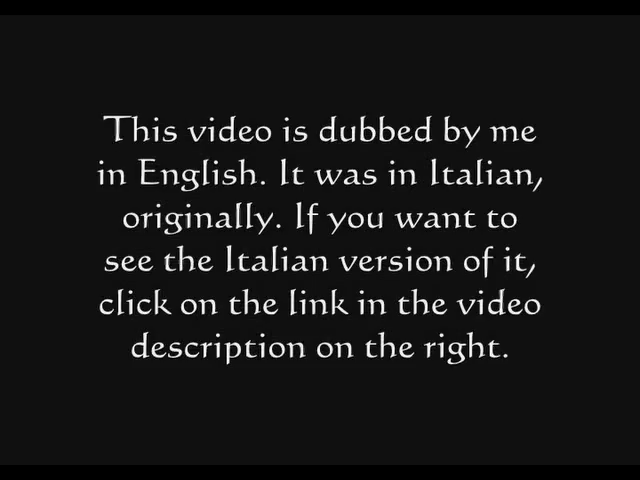 This video is dubbed by me
in English. It was in Italian,
originally. If you want to
see the Italian version of it,
click on the link in the video
description on the right.